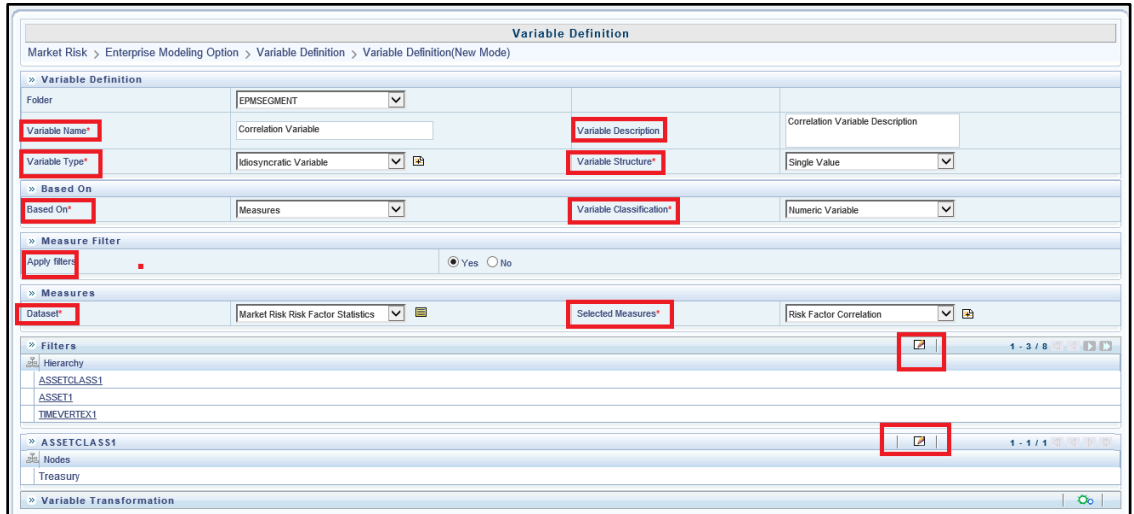 Variable Definition
Market Risk > Enterprise Modeling Option > Variable Definition > Variable Definition(New Mode)
» Variable Definition
Folder EPMSEGMENT
Variable Name* Correlation Variable Variable Description Correlation Variable Description
Variable Type* Idiosyncratic Variable Variable Structure* Single Value
» Based On
Based On* Measures Variable Classification* Numeric Variable
» Measure Filter
Apply filters Yes No
» Measures
Dataset* Market Risk Risk Factor Statistics Selected Measures* Risk Factor Correlation
» Filters 1 - 3 / 8
Hierarchy
ASSETCLASS1
ASSET1
TIMEVERTEX1
» ASSETCLASS1 1 - 1 / 1
Nodes
Treasury
» Variable Transformation